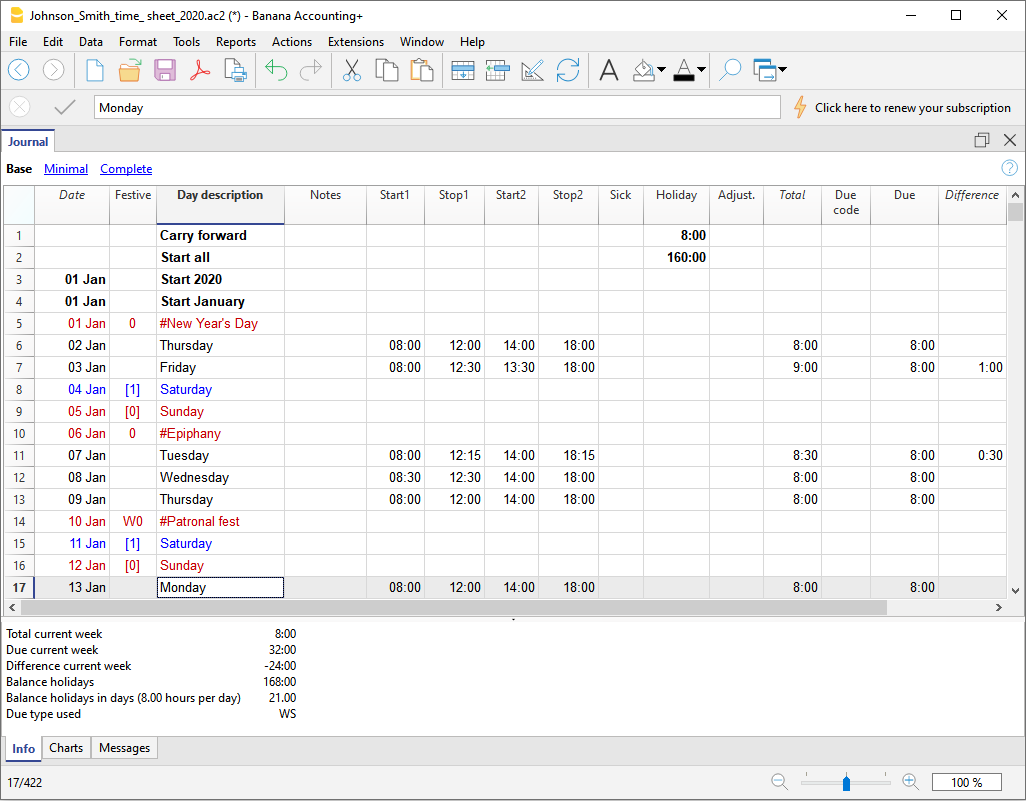 Johnson_Smith_time_ sheet_2020.ac2 (*) - Banana Accounting+
File Edit Data Format Tools Reports Actions Extensions Window Help
Monday Click here to renew your subscription
Journal
Base Minimal Complete
Date Festive Day description Notes Start1 Stop1 Start2 Stop2 Sick Holiday Adjust. Total Due code Due Difference
1 Carry forward 8:00
2 Start all 160:00
3 01 Jan Start 2020
4 01 Jan Start January
5 01 Jan 0 #New Year's Day
6 02 Jan Thursday 08:00 12:00 14:00 18:00 8:00 8:00
7 03 Jan Friday 08:00 12:30 13:30 18:00 9:00 8:00 1:00
8 04 Jan [1] Saturday
9 05 Jan [0] Sunday
10 06 Jan 0 #Epiphany
11 07 Jan Tuesday 08:00 12:15 14:00 18:15 8:30 8:00 0:30
12 08 Jan Wednesday 08:30 12:30 14:00 18:00 8:00 8:00
13 09 Jan Thursday 08:00 12:00 14:00 18:00 8:00 8:00
14 10 Jan W0 #Patronal fest
15 11 Jan [1] Saturday
16 12 Jan [0] Sunday
17 13 Jan Monday 08:00 12:00 14:00 18:00 8:00 8:00
Total current week 8:00
Due current week 32:00
Difference current week -24:00
Balance holidays 168:00
Balance holidays in days (8.00 hours per day) 21.00
Due type used WS
Info Charts Messages
17/422 100 %